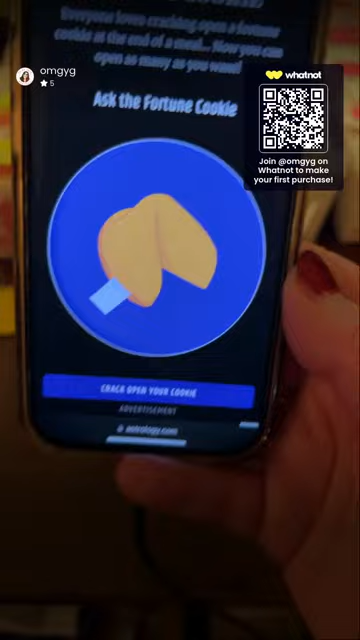 Everyone loves cracking open a fortune
cookie at the end of a meal... Now you can
open as many as you want!
Ask the Fortune Cookie
CRACK OPEN YOUR COOKIE
ADVERTISEMENT
astrology.com
omgyg
5
whatnot
Join @omgyg on
Whatnot to make
your first purchase!